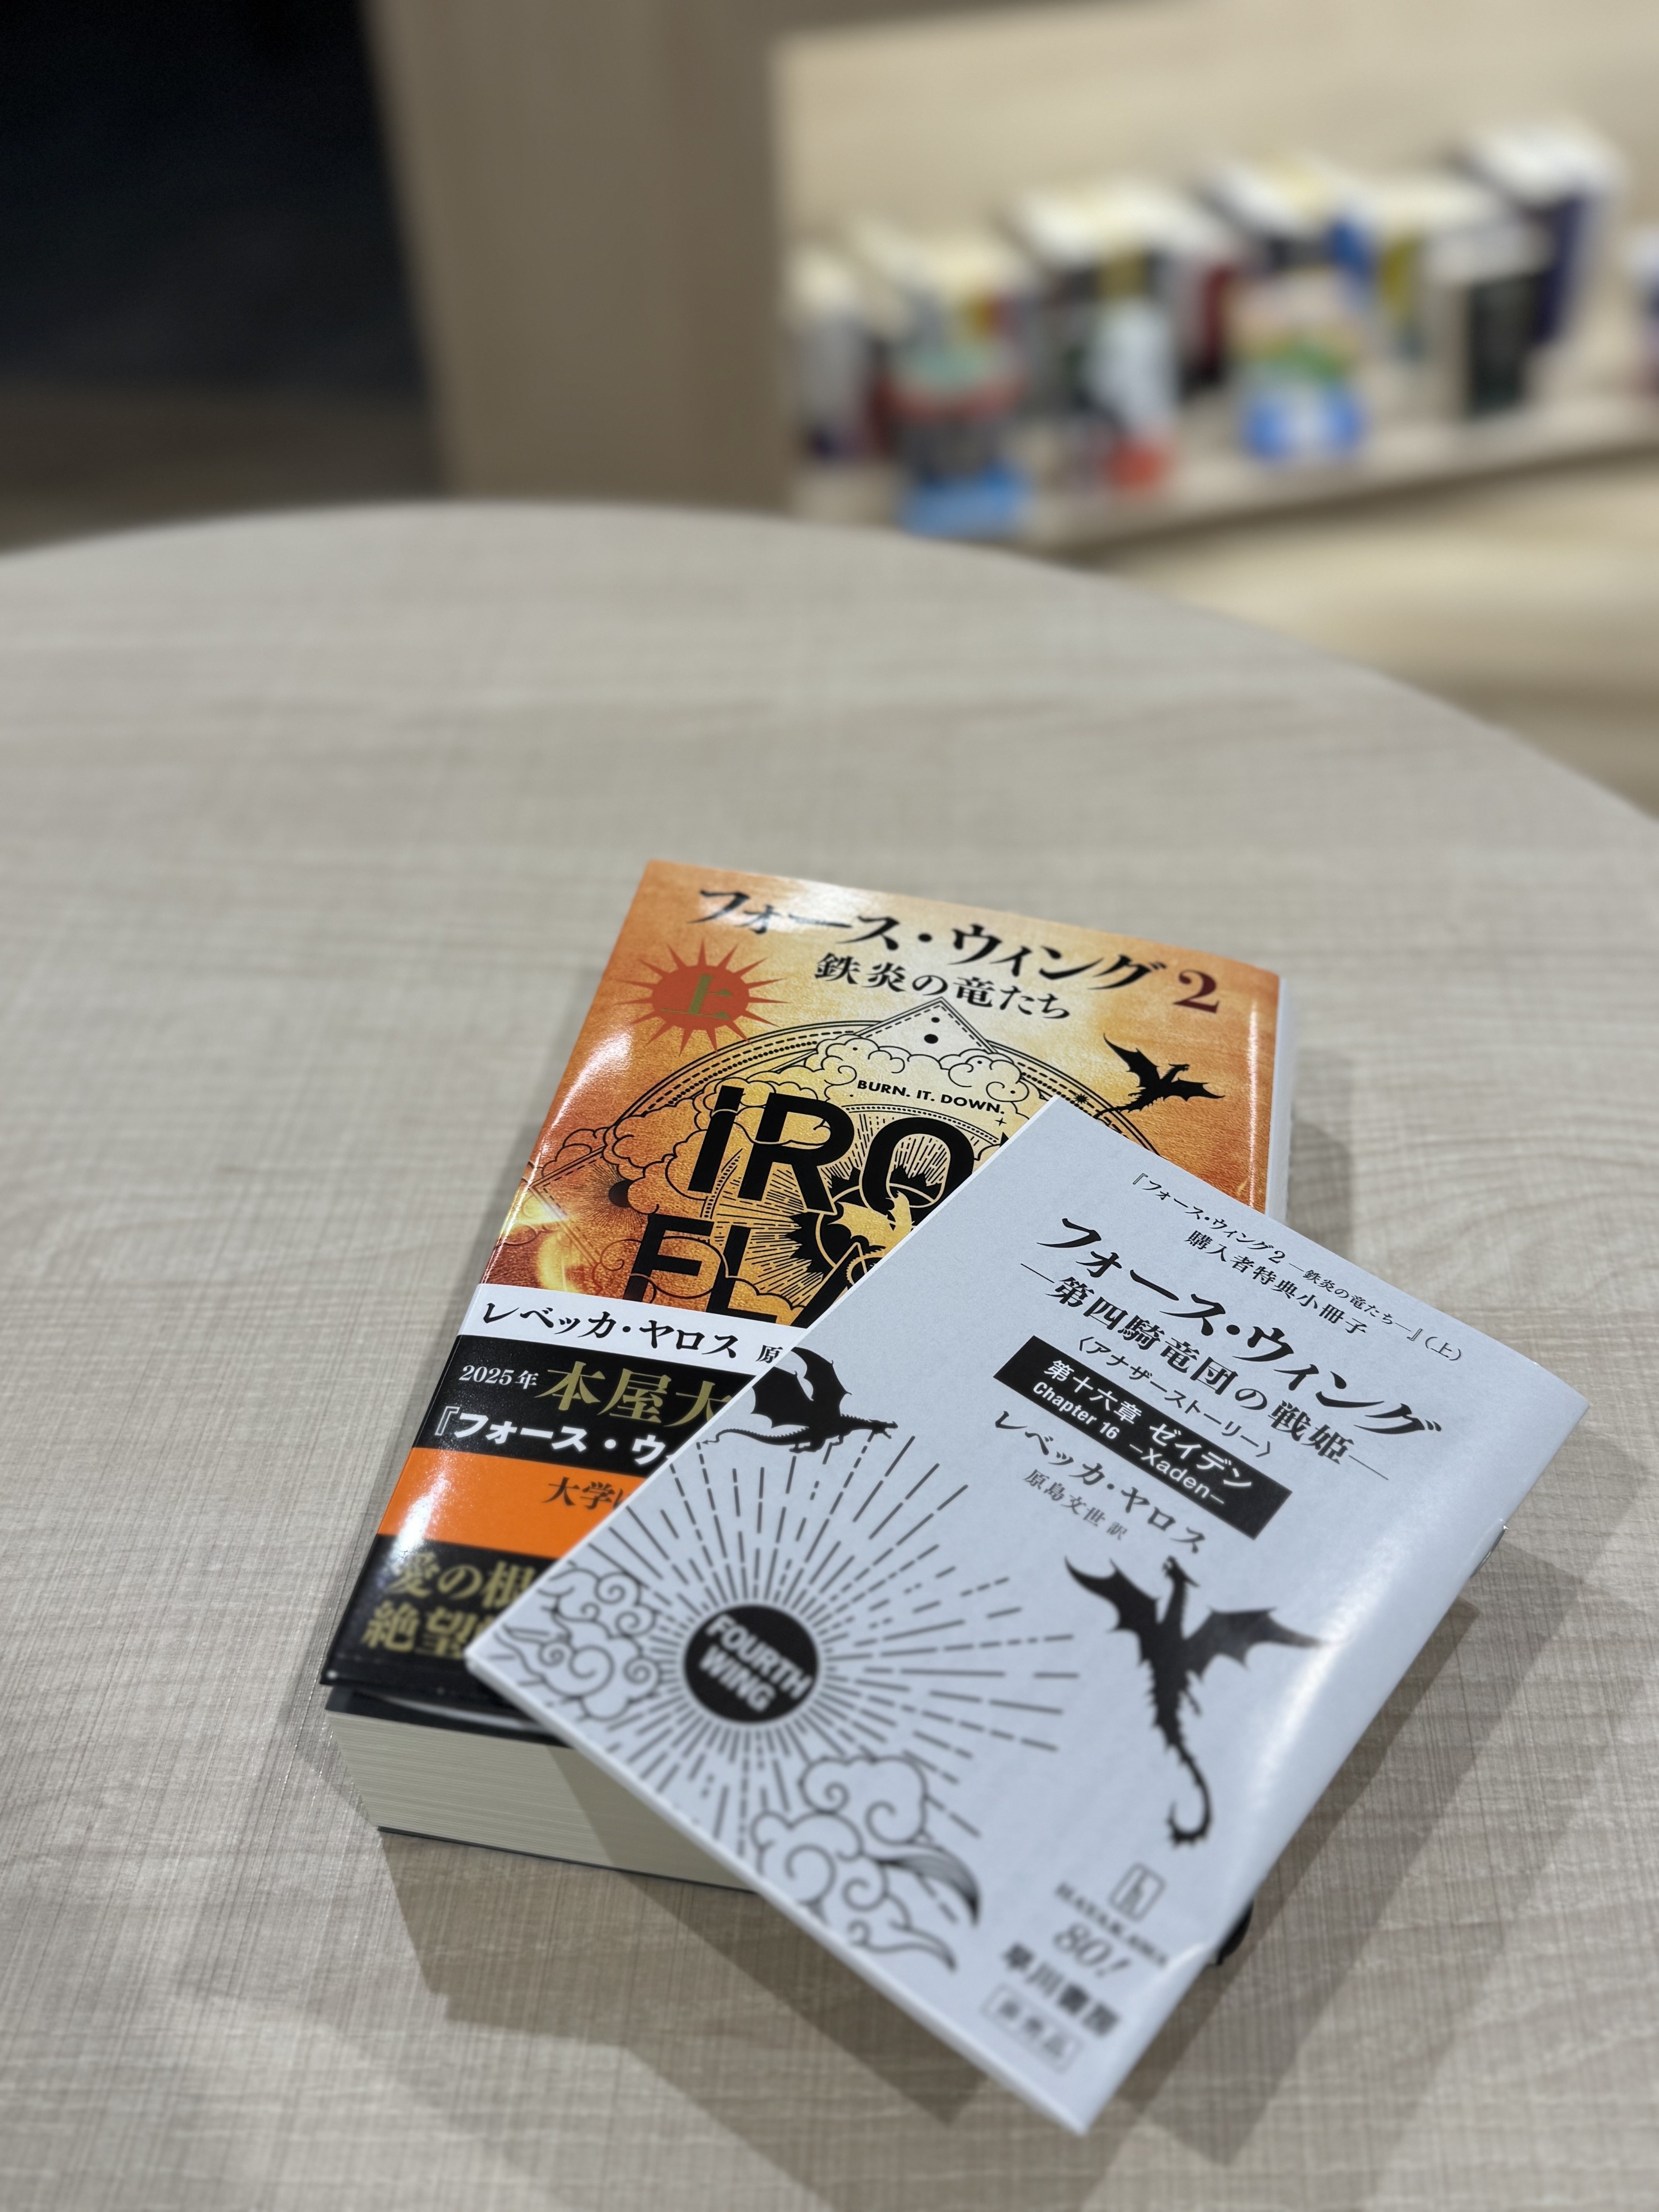 フォース・ウィング2
鉄炎の竜たち
上
BURN. IT. DOWN.
IRO
FL
レベッカ・ヤロス 原
2025年 本屋大
『フォース・ウ
大学
愛の根
絶望
『フォース・ウィング2 ―鉄炎の竜たち―』(上)
購入者特典小冊子
フォース・ウィング
―第四騎竜団の戦姫―
〈アナザーストーリー〉
第十六章 ゼイデン
Chapter 16 –Xaden–
レベッカ・ヤロス
原島文世 訳
FOURTH
WING
HAYAKAWA
80!
早川書房
非売品